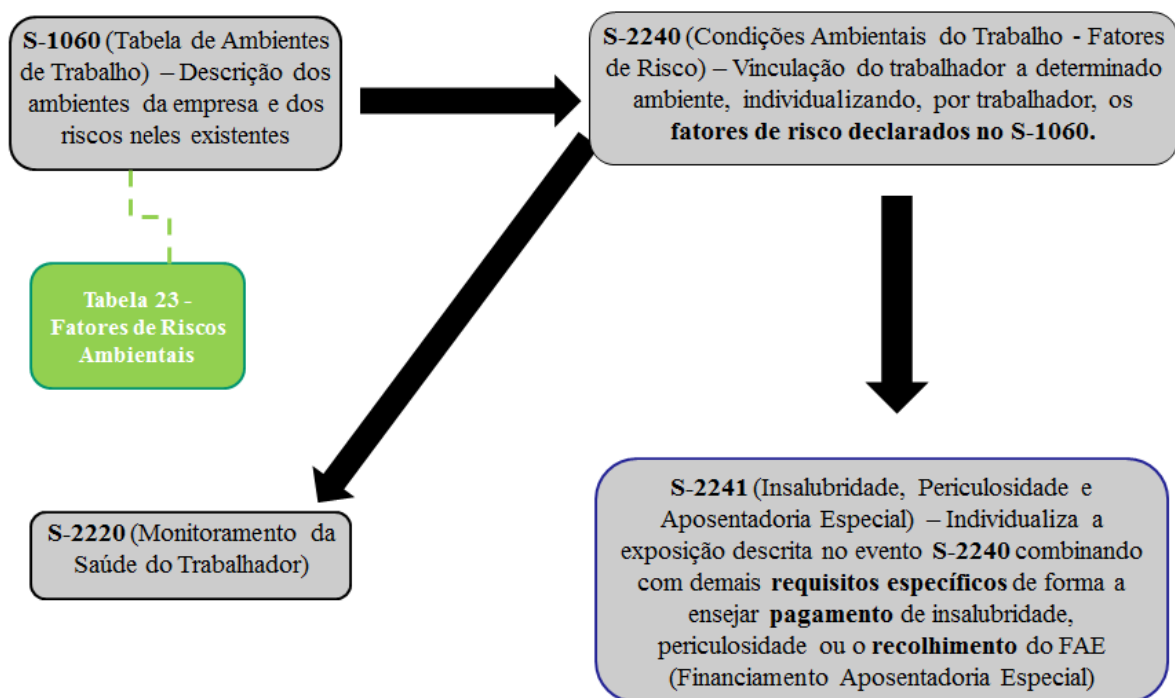 S-1060 (Tabela de Ambientes
de Trabalho) – Descrição dos
ambientes da empresa e dos
riscos neles existentes
S-2240 (Condições Ambientais do Trabalho - Fatores
de Risco) – Vinculação do trabalhador a determinado
ambiente, individualizando, por trabalhador, os
fatores de risco declarados no S-1060.
Tabela 23 -
Fatores de Riscos
Ambientais
S-2220 (Monitoramento da
Saúde do Trabalhador)
S-2241 (Insalubridade, Periculosidade e
Aposentadoria Especial) – Individualiza a
exposição descrita no evento S-2240 combinando
com demais requisitos específicos de forma a
ensejar pagamento de insalubridade,
periculosidade ou o recolhimento do FAE
(Financiamento Aposentadoria Especial)